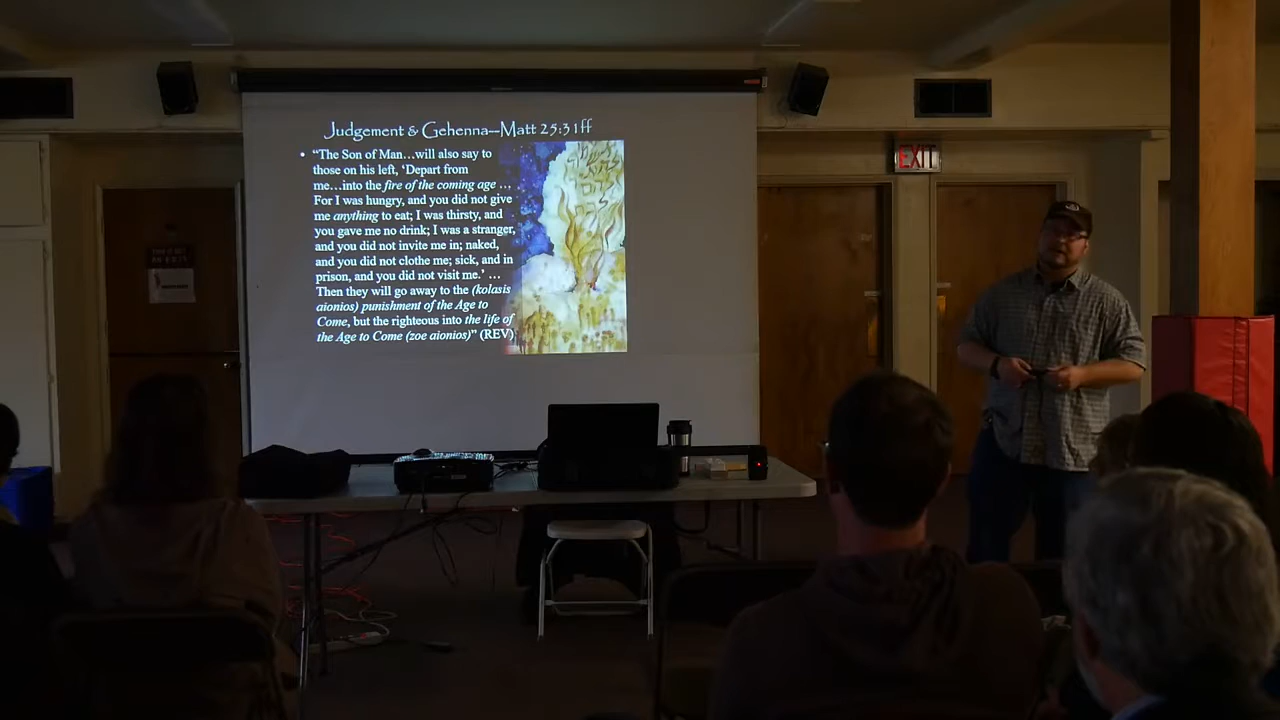 Judgement & Gehenna--Matt 25:31ff
• “The Son of Man…will also say to
those on his left, ‘Depart from
me…into the fire of the coming age …
For I was hungry, and you did not give
me anything to eat; I was thirsty, and
you gave me no drink; I was a stranger,
and you did not invite me in; naked,
and you did not clothe me; sick, and in
prison, and you did not visit me.’ …
Then they will go away to the (kolasis
aionios) punishment of the Age to
Come, but the righteous into the life of
the Age to Come (zoe aionios)” (REV)
EXIT